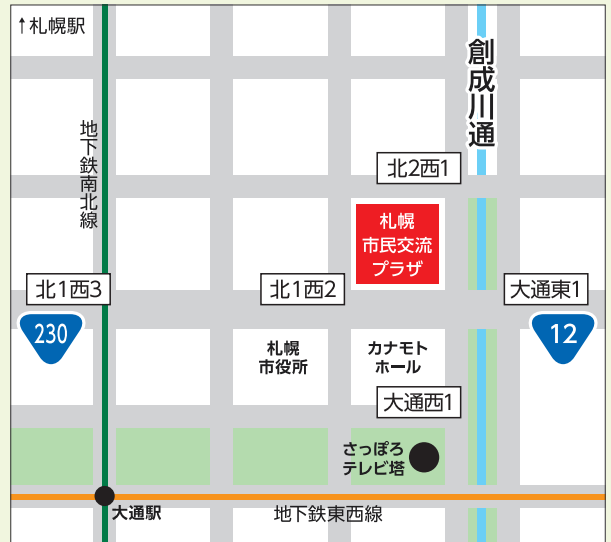 ↑札幌駅
創成川通
地下鉄南北線
北2西1
札幌
市民交流
プラザ
北1西3
北1西2
大通東1
230
12
札幌
市役所
カナモト
ホール
大通西1
さっぽろ
テレビ塔
大通駅
地下鉄東西線